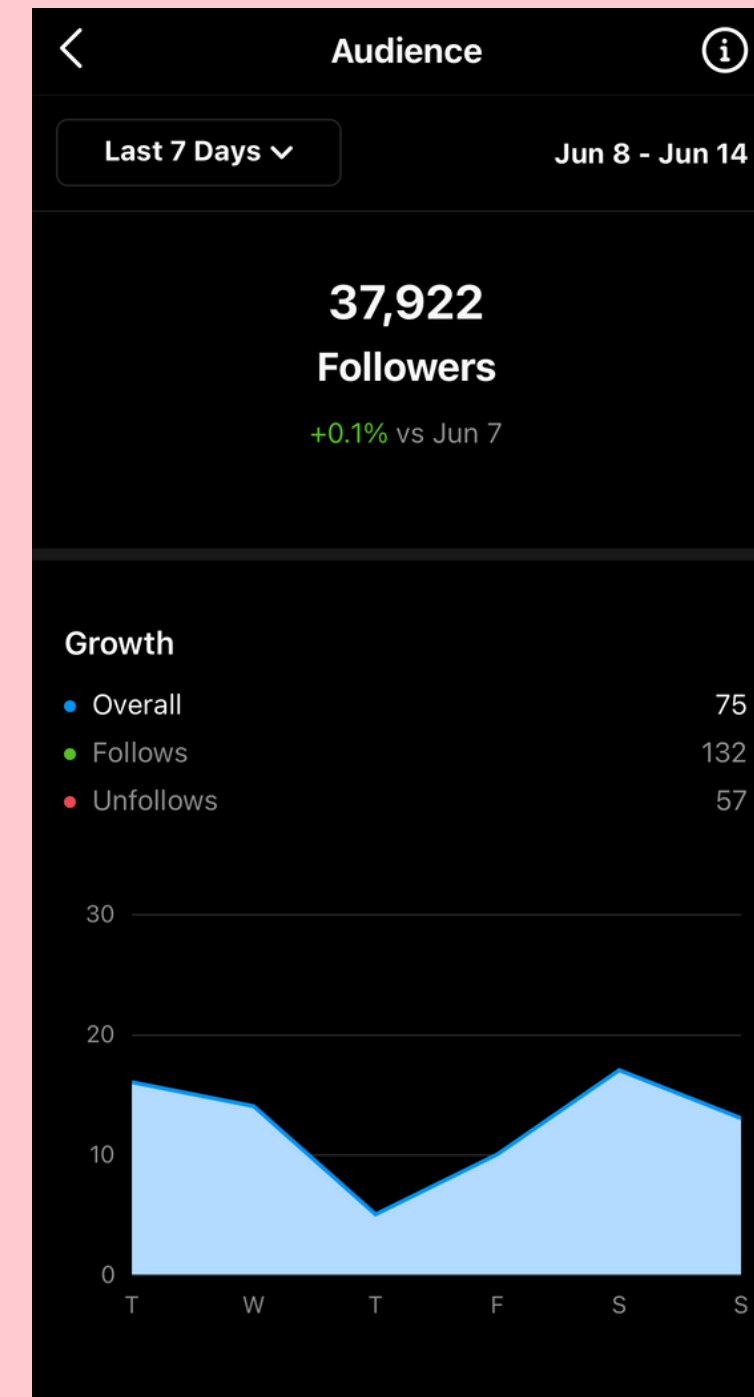 Audience
Last 7 Days
Jun 8 - Jun 14
37,922
Followers
+0.1% vs Jun 7
Growth
Overall 75
Follows 132
Unfollows 57
30
20
10
0
T W T F S S